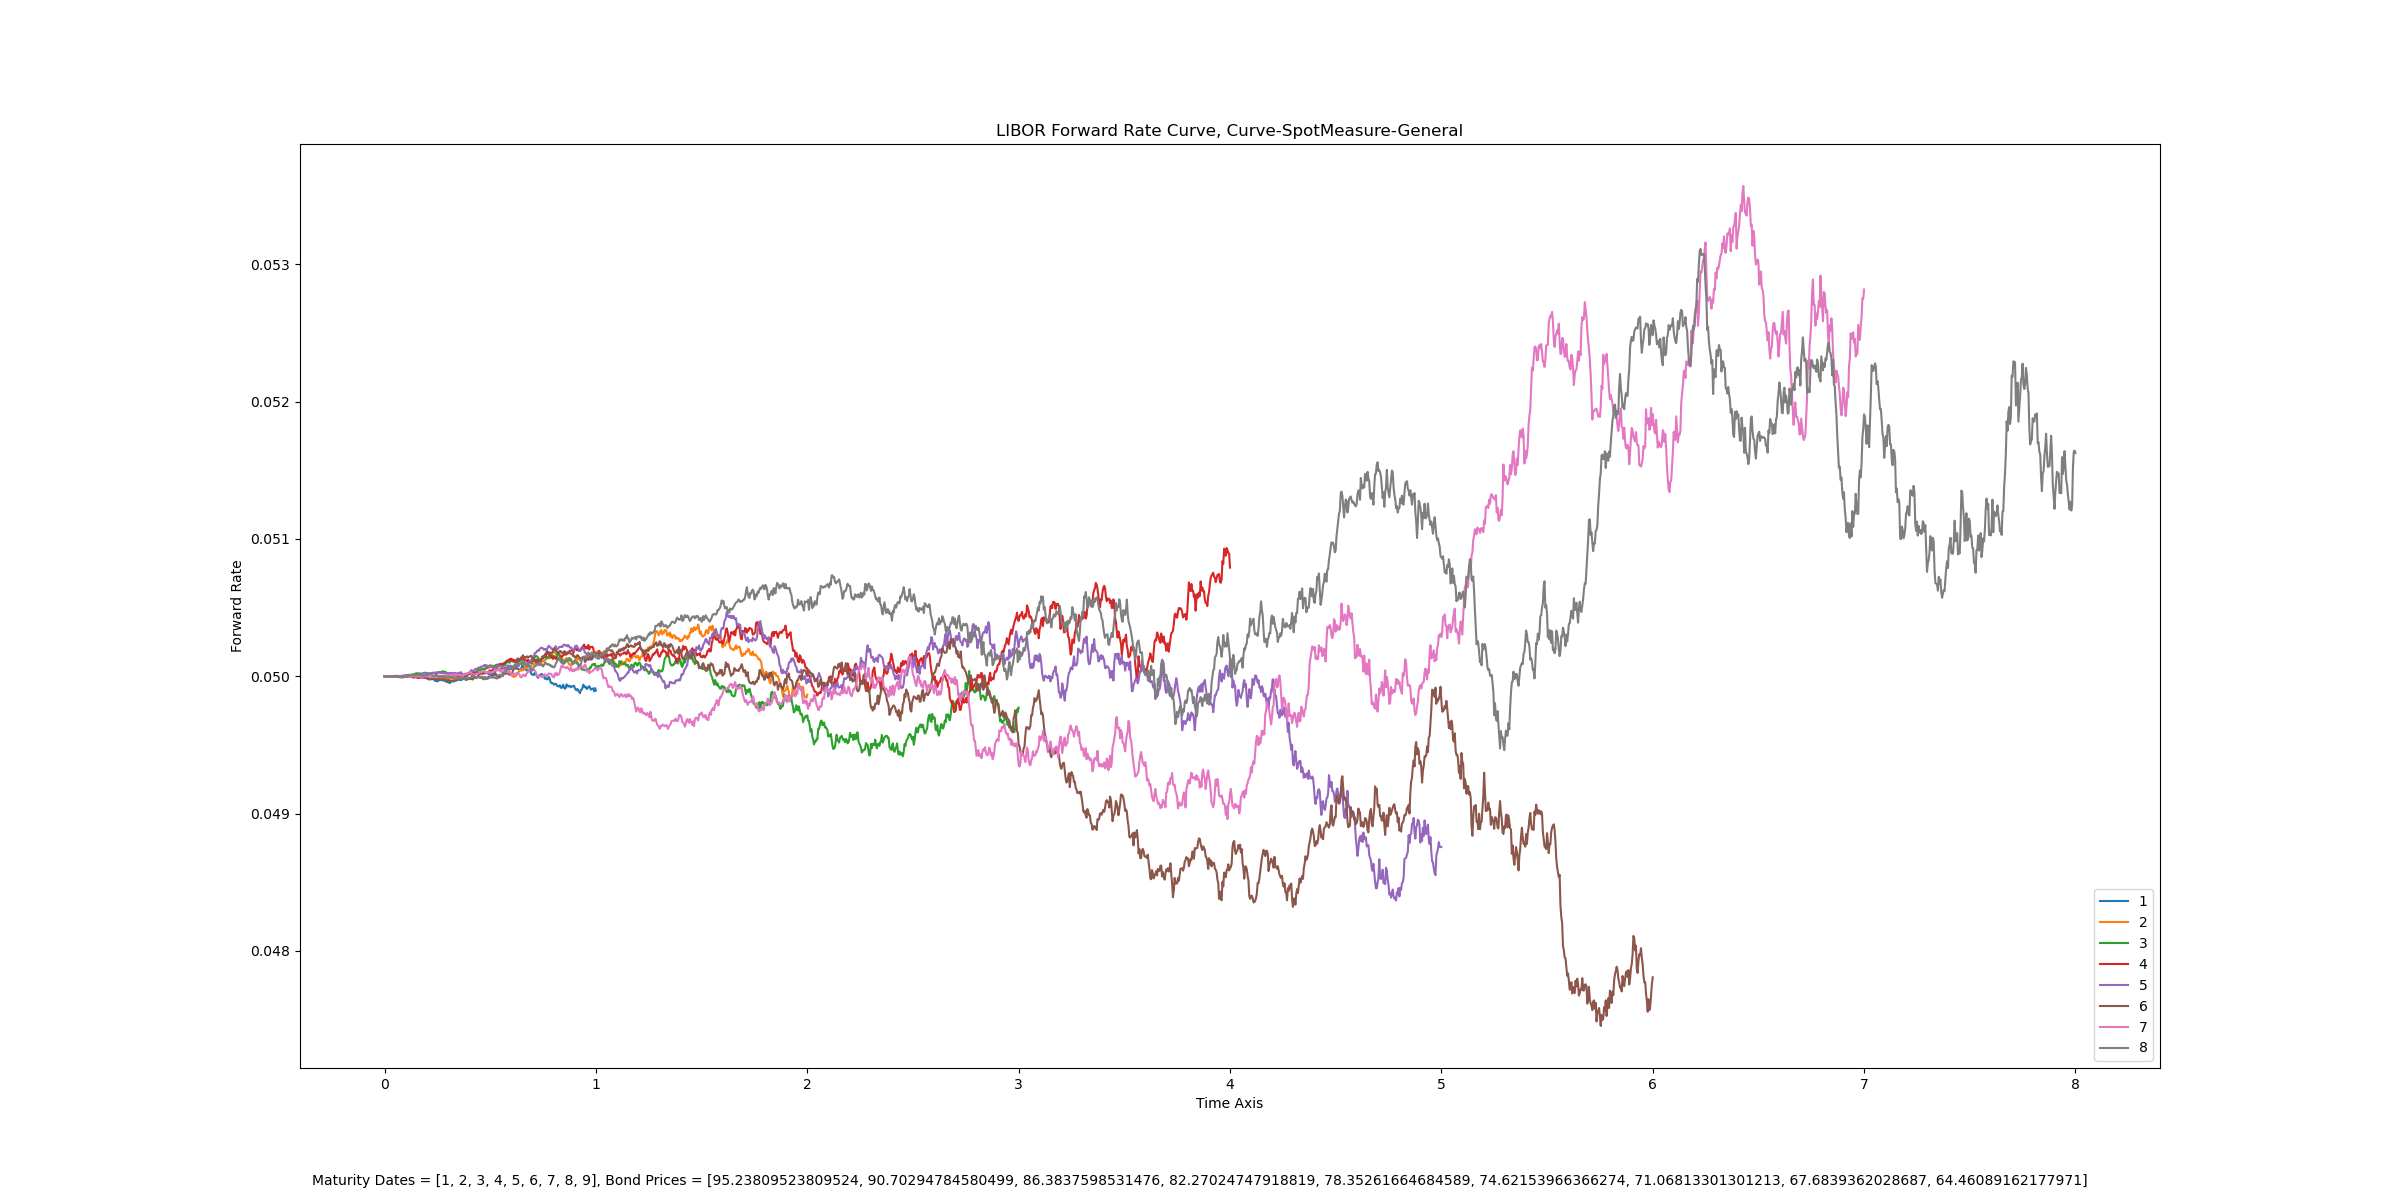 LIBOR Forward Rate Curve, Curve-SpotMeasure-General
0.053
0.052
0.051
0.050
0.049
0.048
Forward Rate
0 1 2 3 4 5 6 7 8
Time Axis
1
2
3
4
5
6
7
8
Maturity Dates = [1, 2, 3, 4, 5, 6, 7, 8, 9], Bond Prices = [95.23809523809524, 90.70294784580499, 86.3837598531476, 82.27024747918819, 78.35261664684589, 74.62153966366274, 71.06813301301213, 67.6839362028687, 64.46089162177971]